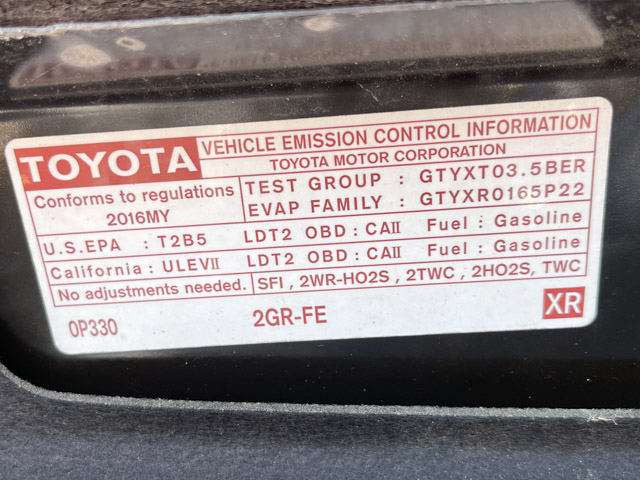 TOYOTA VEHICLE EMISSION CONTROL INFORMATION
TOYOTA MOTOR CORPORATION
Conforms to regulations
2016MY
TEST GROUP : GTYXT03.5BER
EVAP FAMILY : GTYXR0165P22
U.S.EPA : T2B5 LDT2 OBD : CAII Fuel : Gasoline
California : ULEVII LDT2 OBD : CAII Fuel : Gasoline
No adjustments needed. SFI , 2WR-HO2S , 2TWC , 2HO2S, TWC
0P330 2GR-FE XR